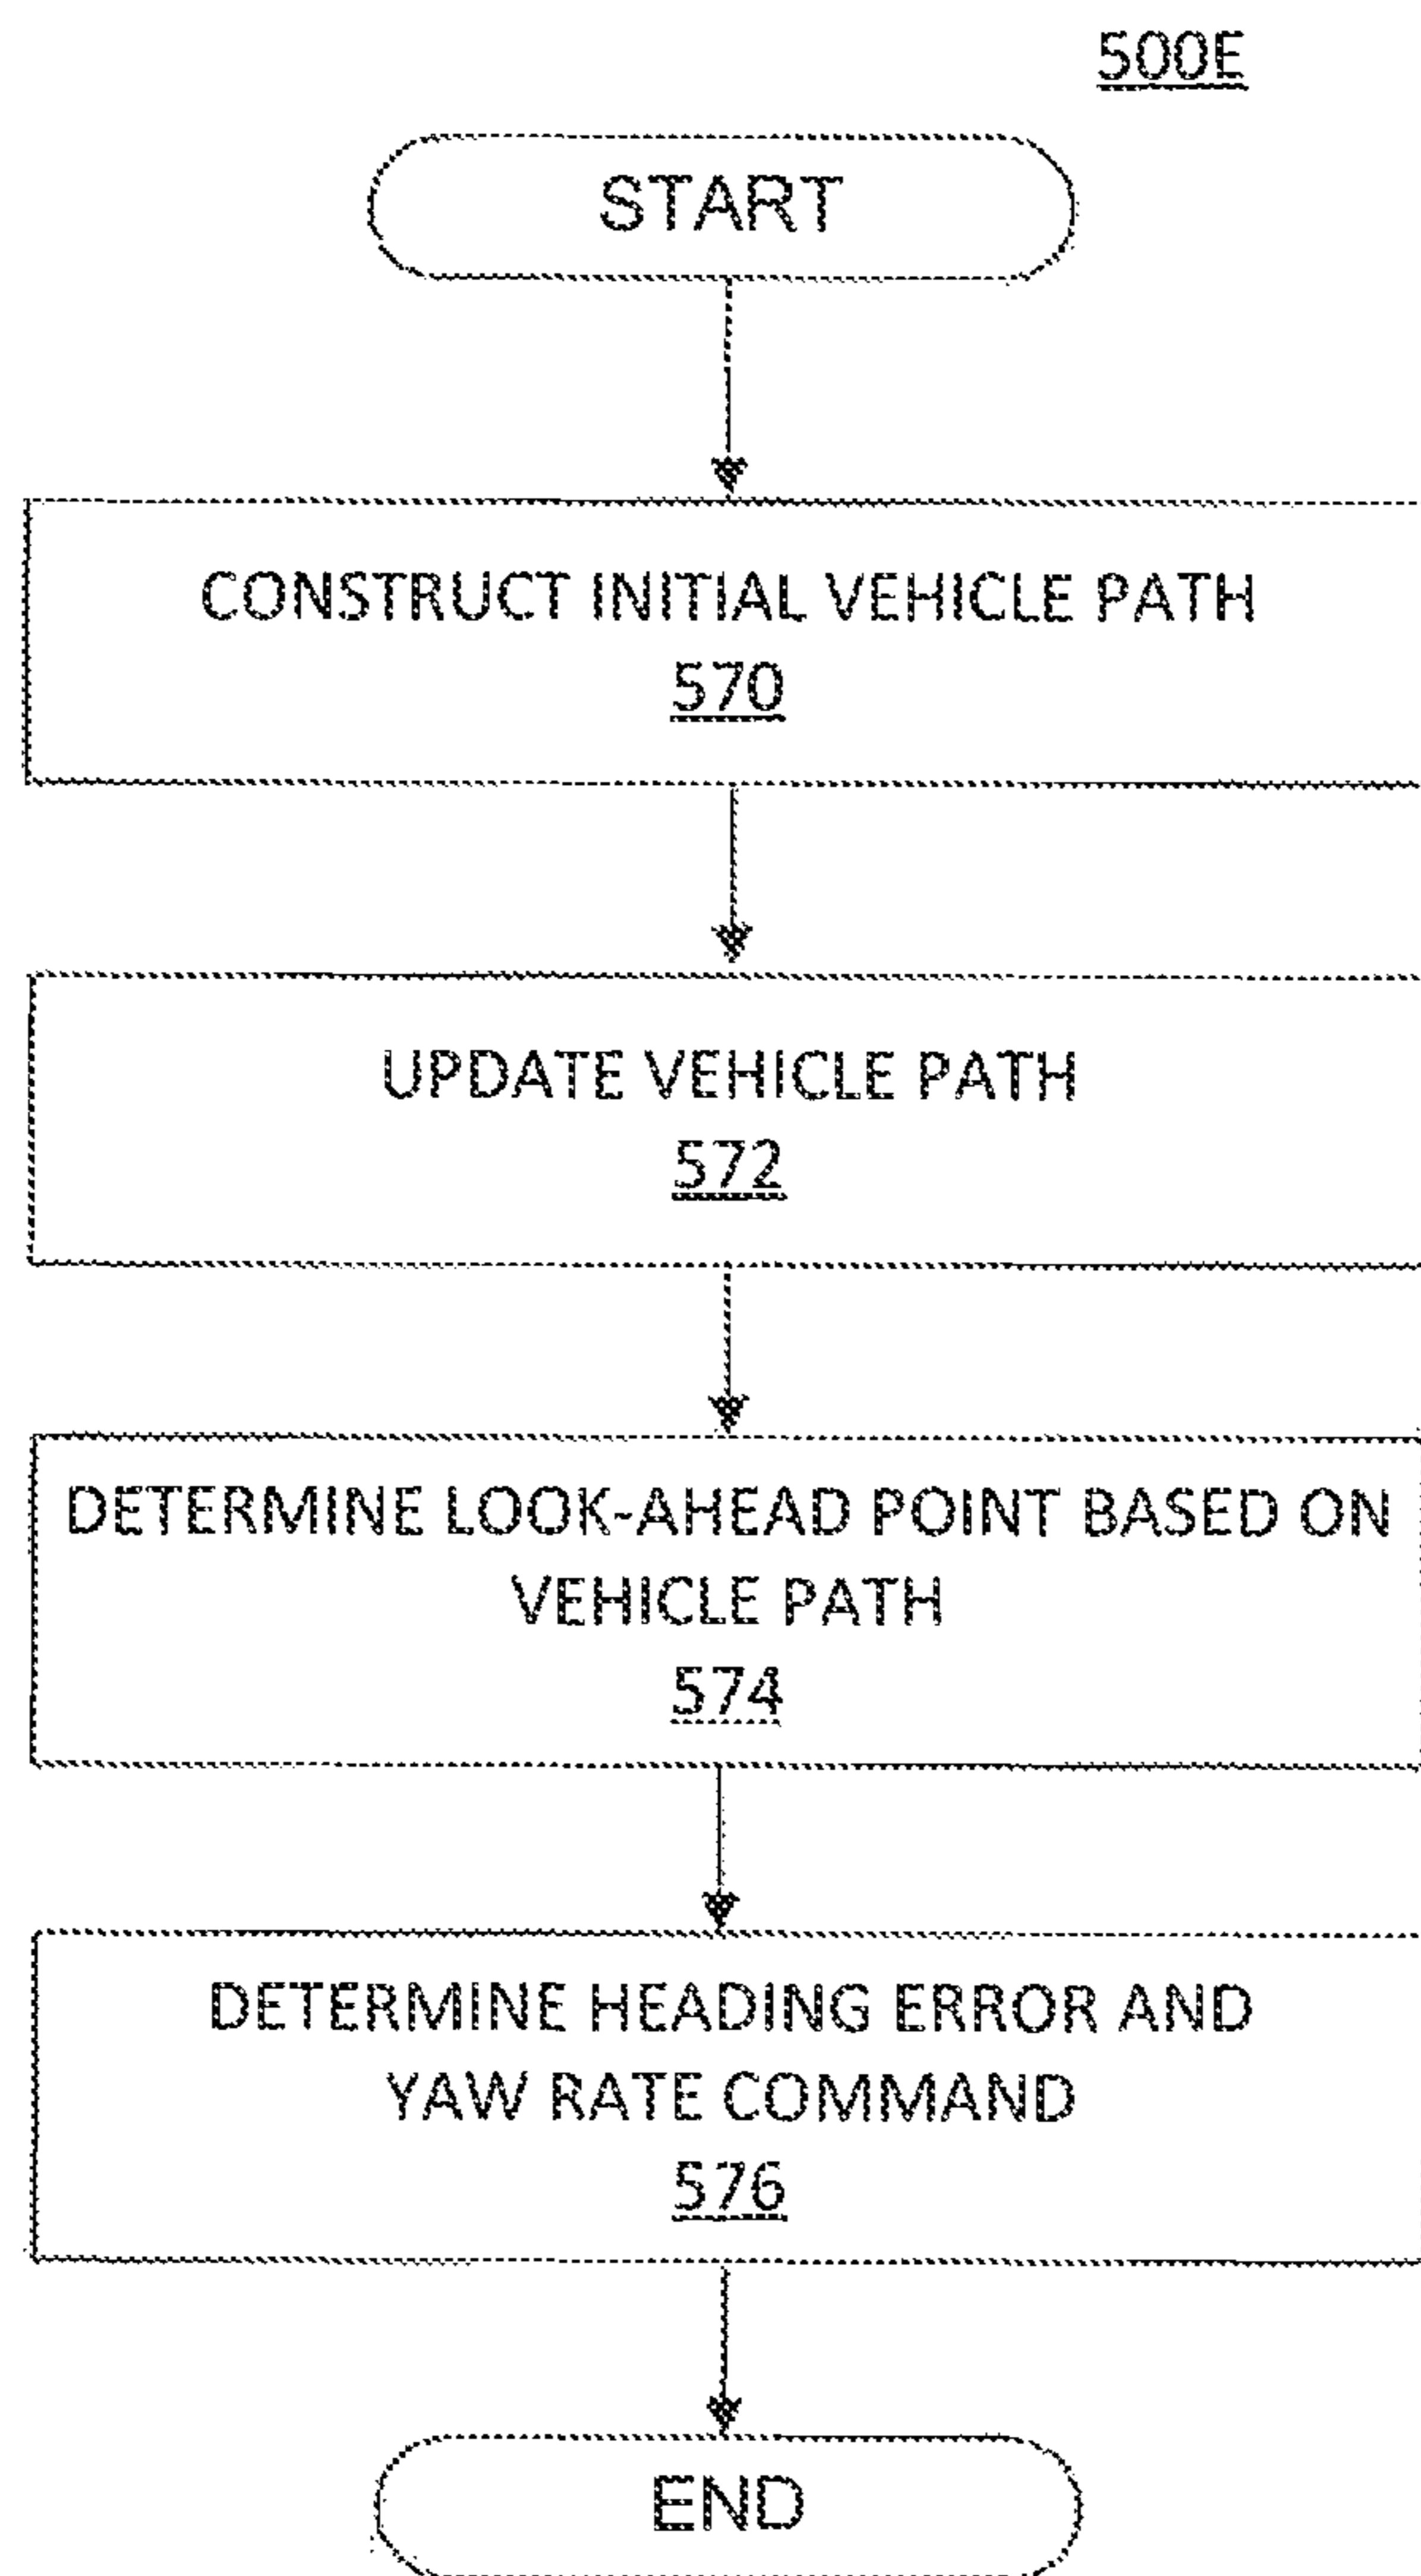 500E
START
CONSTRUCT INITIAL VEHICLE PATH
570
UPDATE VEHICLE PATH
572
DETERMINE LOOK-AHEAD POINT BASED ON
VEHICLE PATH
574
DETERMINE HEADING ERROR AND
YAW RATE COMMAND
576
END